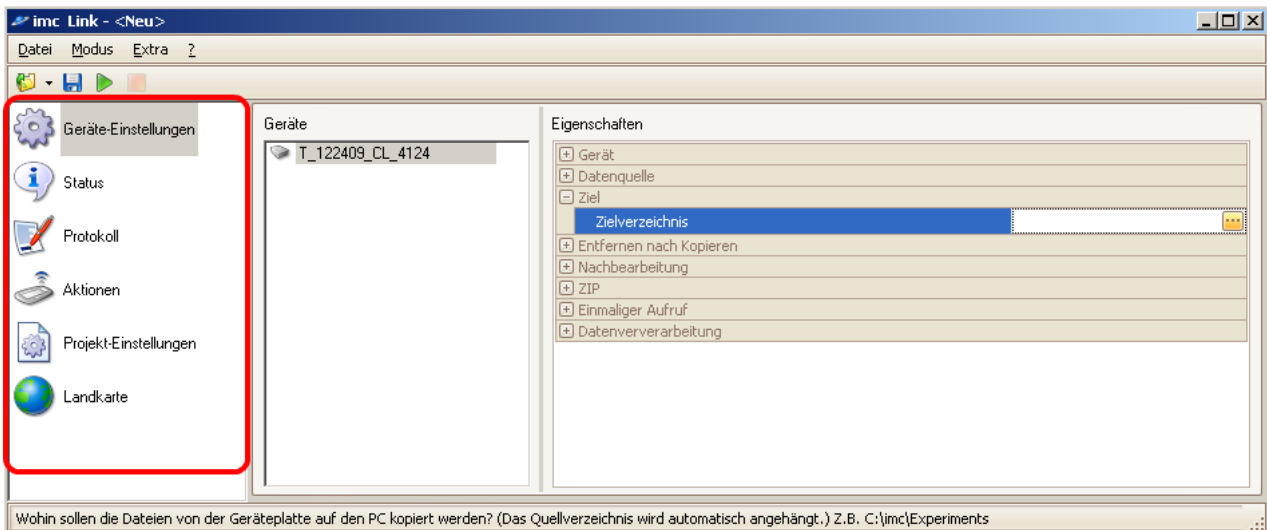 imc Link - <Neu>
Datei Modus Extra ?
Geräte-Einstellungen
Status
Protokoll
Aktionen
Projekt-Einstellungen
Landkarte
Geräte
T_122409_CL_4124
Eigenschaften
Gerät
Datenquelle
Ziel
Zielverzeichnis
Entfernen nach Kopieren
Nachbearbeitung
ZIP
Einmaliger Aufruf
Datenververarbeitung
Wohin sollen die Dateien von der Geräteplatte auf den PC kopiert werden? (Das Quellverzeichnis wird automatisch angehängt.) Z.B. C:\imc\Experiments